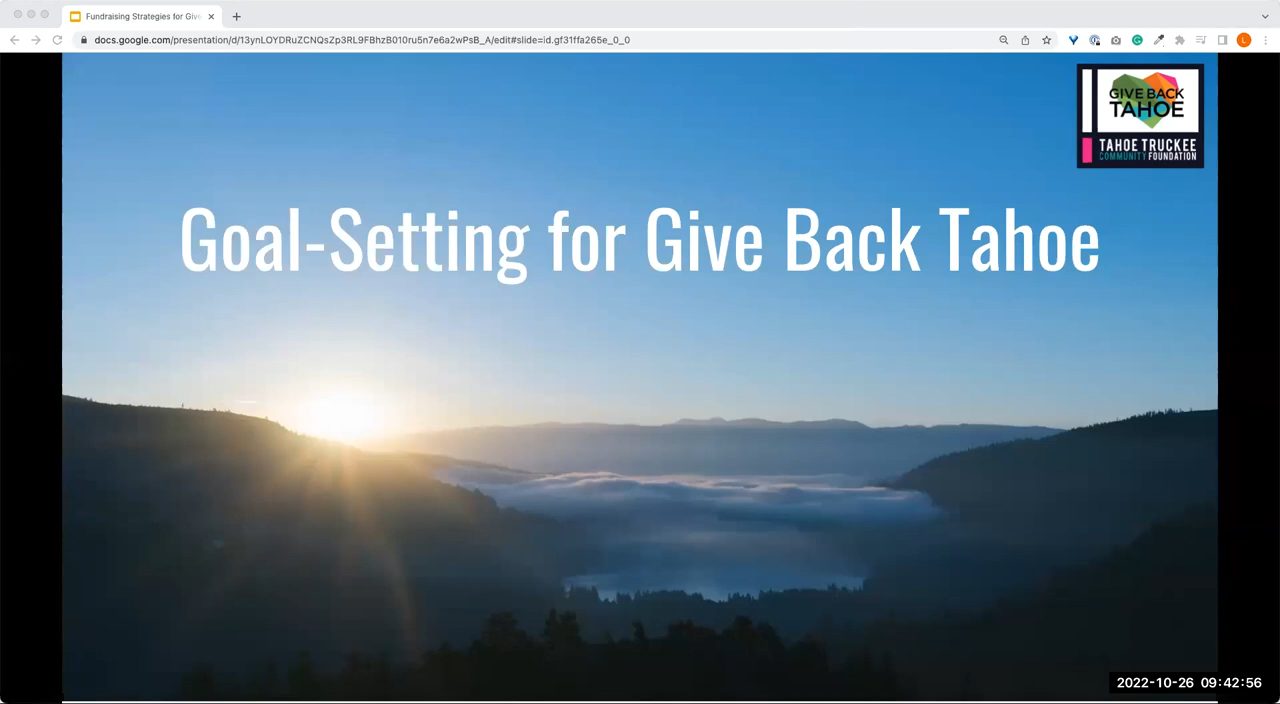 Fundraising Strategies for Give
docs.google.com/presentation/d/13ynLOYDRuZCNQsZp3RL9FBhzB010ru5n7e6a2wPsB_A/edit#slide=id.gf31ffa265e_0_0
L
GIVE BACK
TAHOE
TAHOE TRUCKEE
COMMUNITY FOUNDATION
Goal-Setting for Give Back Tahoe
2022-10-26 09:42:56